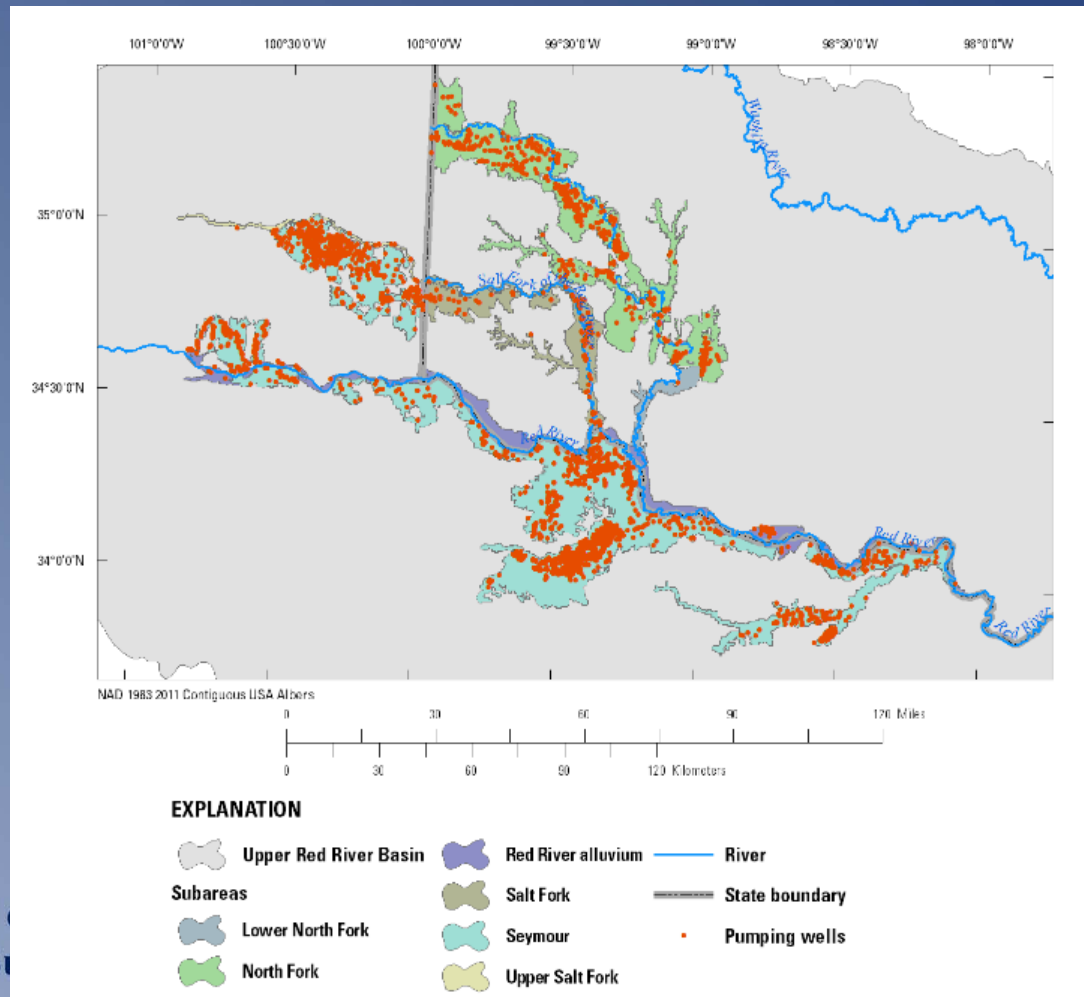 101°0'0"W 100°30'0"W 100°0'0"W 99°30'0"W 99°0'0"W 98°30'0"W 98°0'0"W
Washita River
35°0'0"N
Salt Fork of the Red River
34°30'0"N
Red River
34°0'0"N
Red River
Red River
NAD 1983 2011 Contiguous USA Albers
0 30 60 90 120 Miles
0 30 60 90 120 Kilometers
EXPLANATION
Upper Red River Basin
Subareas
Lower North Fork
North Fork
Red River alluvium
Salt Fork
Seymour
Upper Salt Fork
River
State boundary
Pumping wells